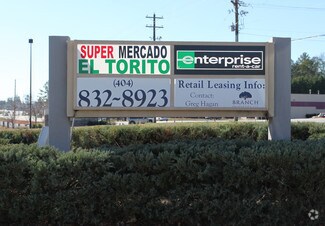 SUPER MERCADO
EL TORITO
enterprise
rent-a-car
(404)
832-8923
Retail Leasing Info:
Contact:
Greg Hagan
BRANCH